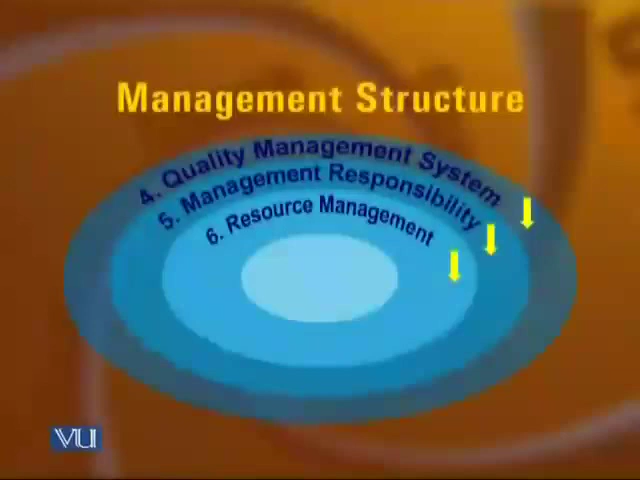 Management Structure
4. Quality Management System
5. Management Responsibility
6. Resource Management
VU